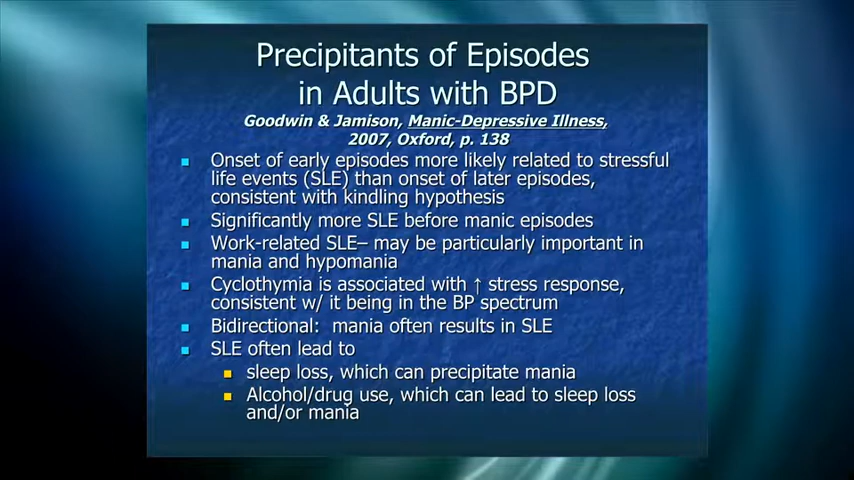 Precipitants of Episodes
in Adults with BPD
Goodwin & Jamison, Manic-Depressive Illness,
2007, Oxford, p. 138
Onset of early episodes more likely related to stressful
life events (SLE) than onset of later episodes,
consistent with kindling hypothesis
Significantly more SLE before manic episodes
Work-related SLE– may be particularly important in
mania and hypomania
Cyclothymia is associated with ↑ stress response,
consistent w/ it being in the BP spectrum
Bidirectional: mania often results in SLE
SLE often lead to
sleep loss, which can precipitate mania
Alcohol/drug use, which can lead to sleep loss
and/or mania